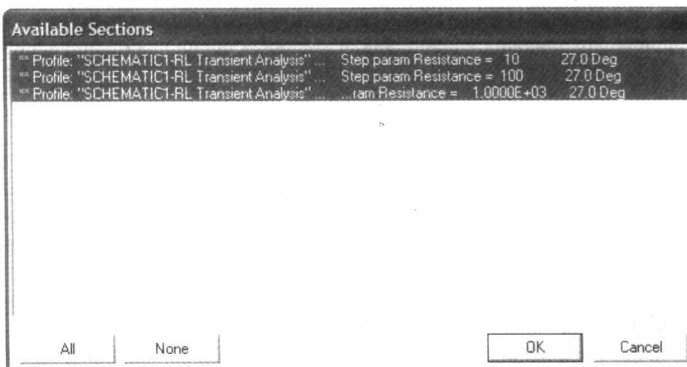 Available Sections
** Profile: "SCHEMATIC1-RL Transient Analysis" ... Step param Resistance = 10 27.0 Deg
** Profile: "SCHEMATIC1-RL Transient Analysis" ... Step param Resistance = 100 27.0 Deg
** Profile: "SCHEMATIC1-RL Transient Analysis" ... ...ram Resistance = 1.0000E+03 27.0 Deg
All None OK Cancel